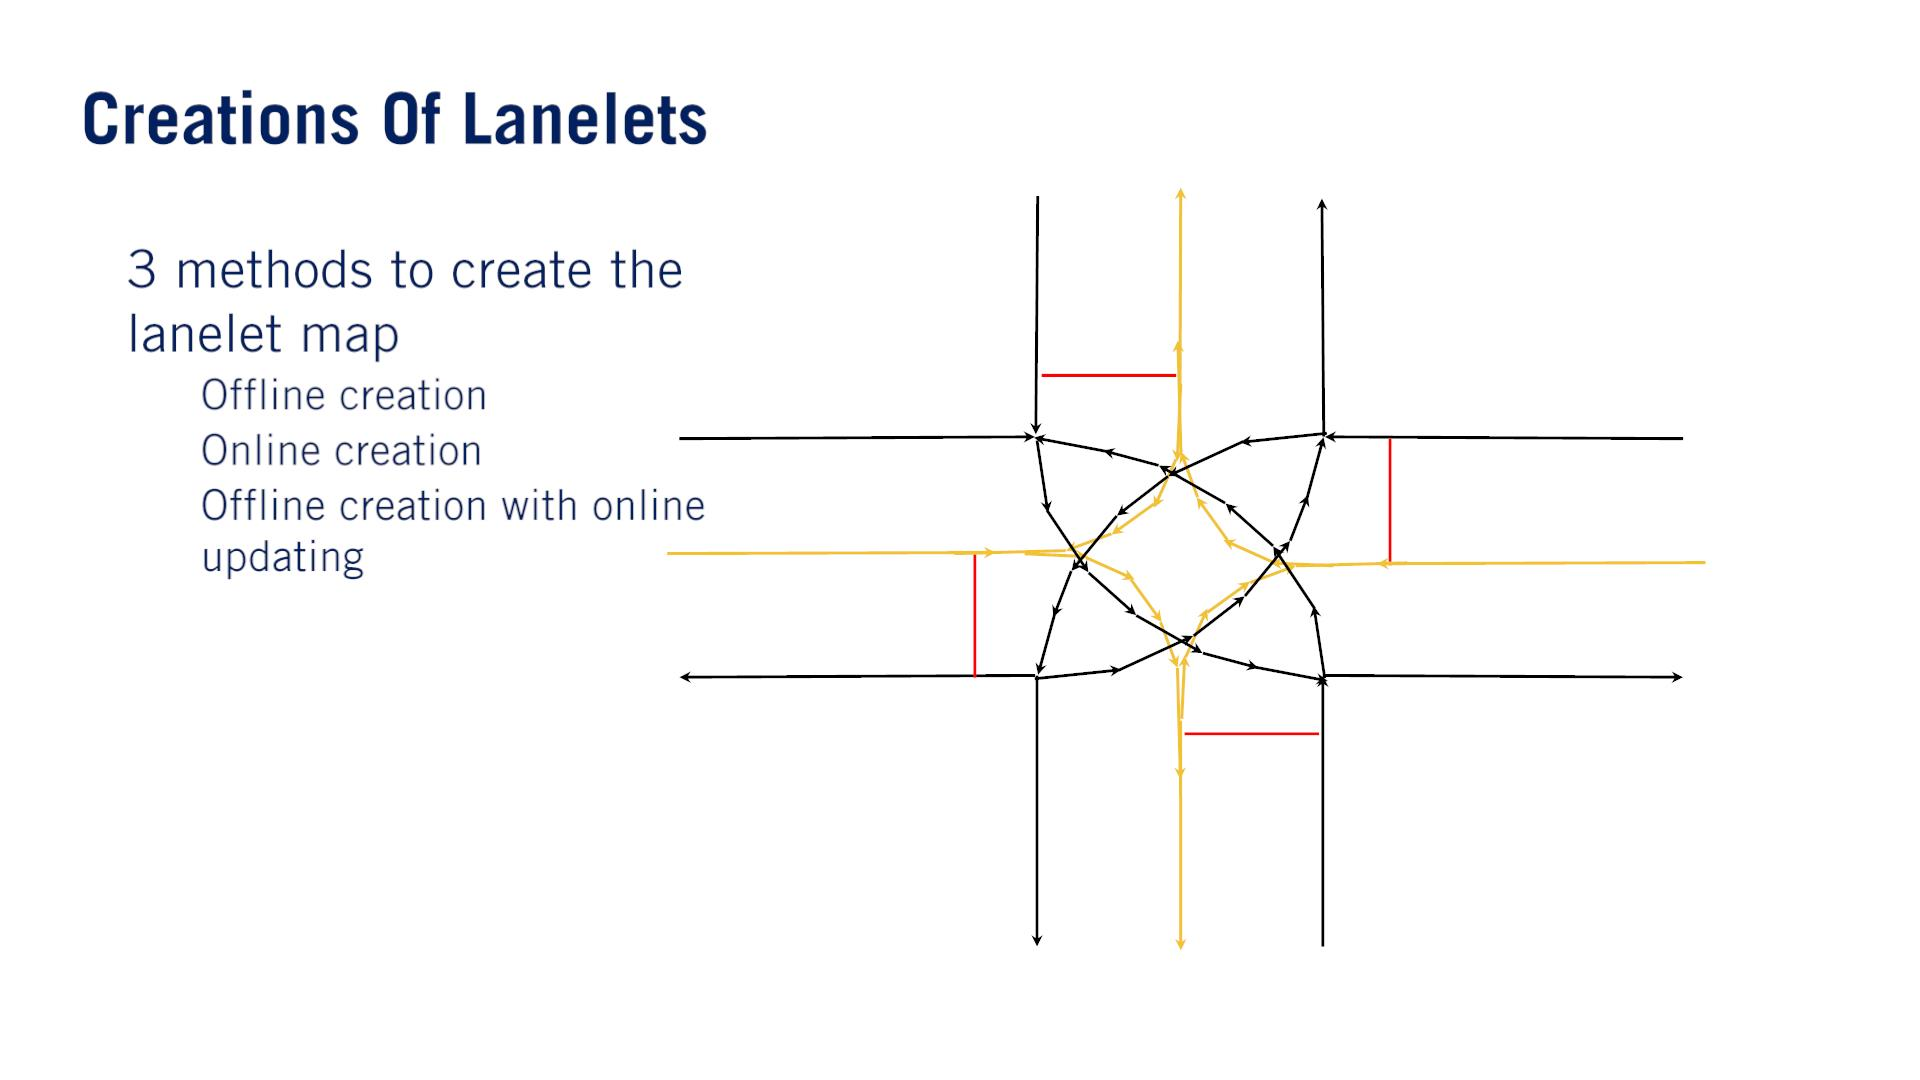 Creations Of Lanelets
3 methods to create the
lanelet map
Offline creation
Online creation
Offline creation with online
updating